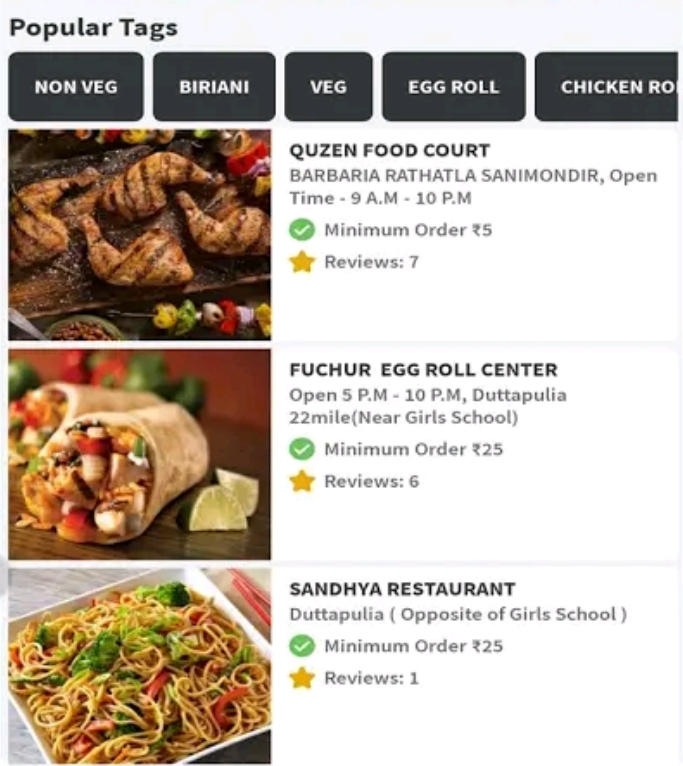 Popular Tags
NON VEG
BIRIANI
VEG
EGG ROLL
CHICKEN RO
QUZEN FOOD COURT
BARBARIA RATHATLA SANIMONDIR, Open
Time - 9 A.M - 10 P.M
Minimum Order ₹5
Reviews: 7
FUCHUR EGG ROLL CENTER
Open 5 P.M - 10 P.M, Duttapulia
22mile(Near Girls School)
Minimum Order ₹25
Reviews: 6
SANDHYA RESTAURANT
Duttapulia ( Opposite of Girls School )
Minimum Order ₹25
Reviews: 1